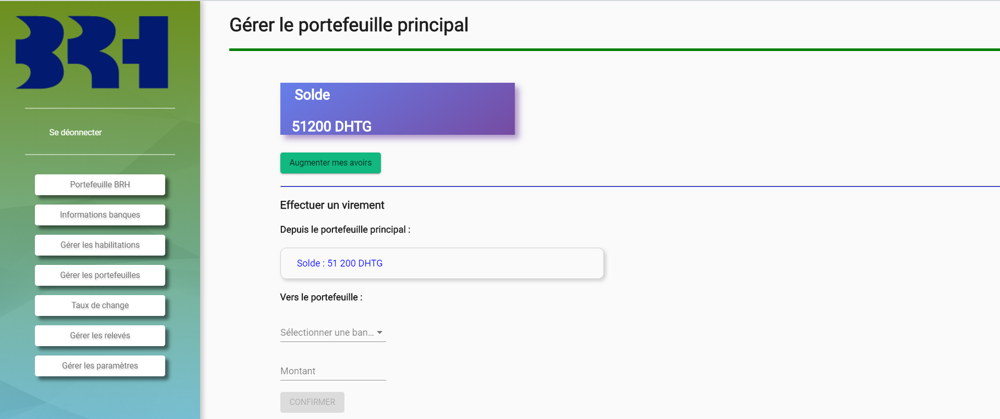 BRH
Se déonnecter
Portefeuille BRH
Informations banques
Gérer les habilitations
Gérer les portefeuilles
Taux de change
Gérer les relevés
Gérer les paramètres
Gérer le portefeuille principal
Solde
51200 DHTG
Augmenter mes avoirs
Effectuer un virement
Depuis le portefeuille principal :
Solde : 51 200 DHTG
Vers le portefeuille :
Sélectionner une ban...
Montant
CONFIRMER